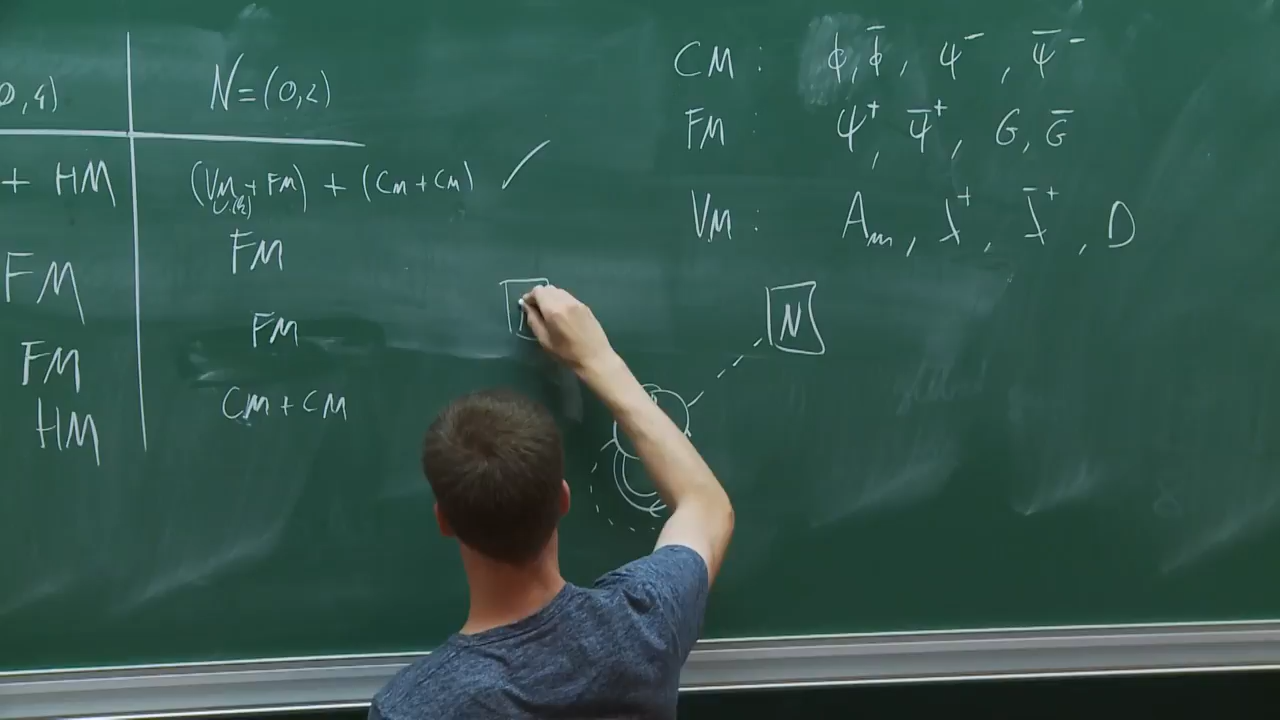 0,4) N=(0,2)
+ HM (VM + FM) + (CM + CM) ✓
U(k)
FM FM
FM FM
HM CM + CM
CM : ϕ, ϕ̄, ψ⁻, ψ̄⁻
FM : ψ⁺, ψ̄⁺, G, Ḡ
VM : Aₘ, λ⁺, λ̄⁺, D
N